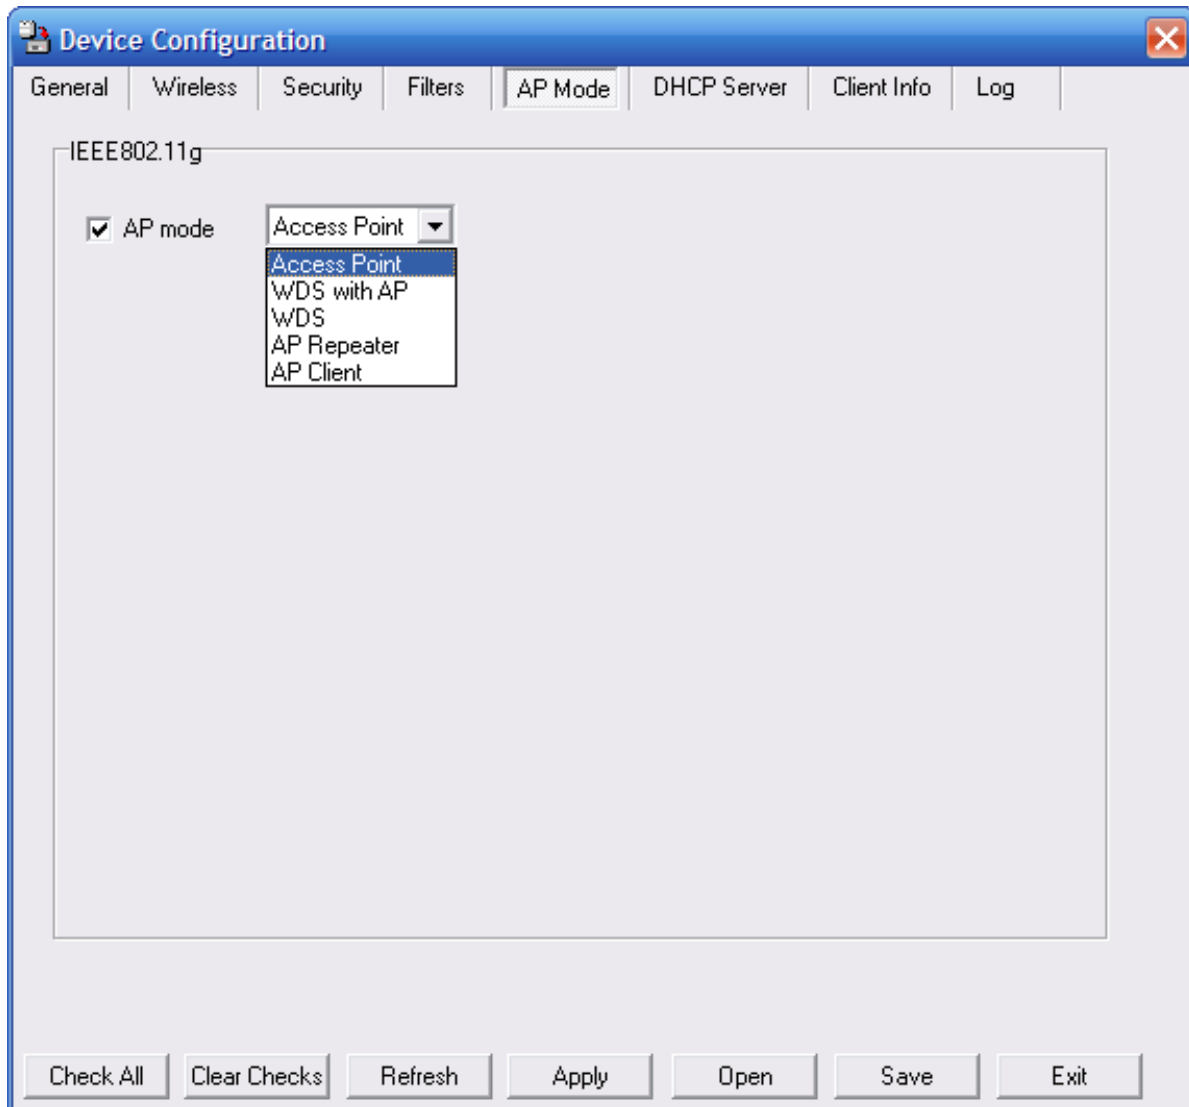 Device Configuration
General Wireless Security Filters AP Mode DHCP Server Client Info Log
IEEE802.11g
AP mode Access Point
Access Point
WDS with AP
WDS
AP Repeater
AP Client
Check All Clear Checks Refresh Apply Open Save Exit